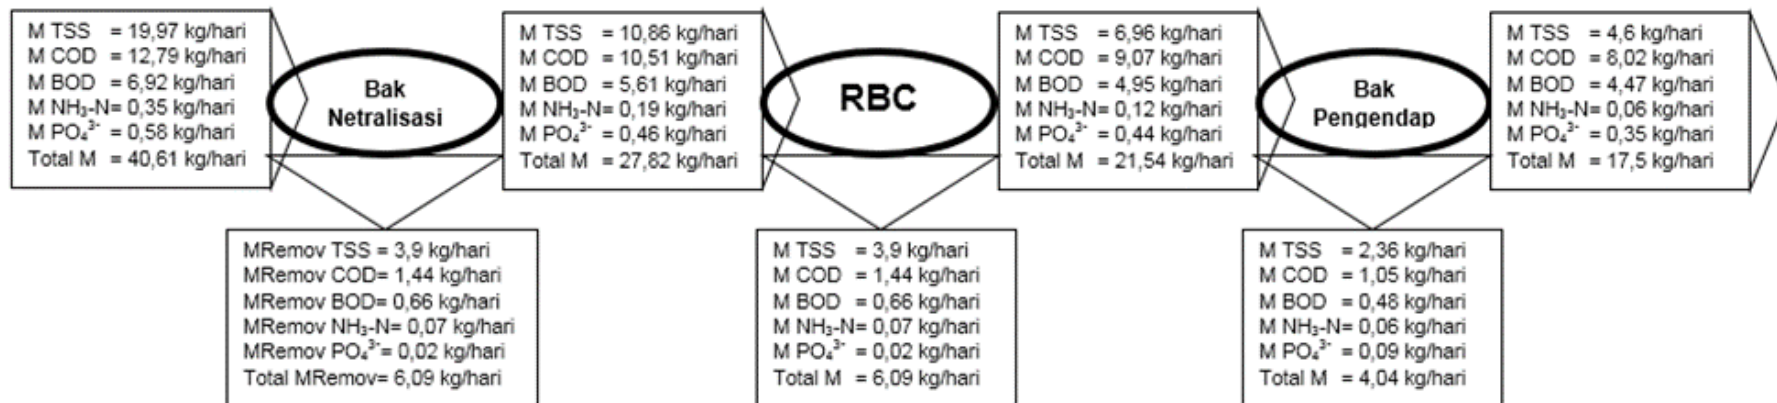 M TSS = 19,97 kg/hari
M COD = 12,79 kg/hari
M BOD = 6,92 kg/hari
M NH₃-N= 0,35 kg/hari
M PO₄³⁻ = 0,58 kg/hari
Total M = 40,61 kg/hari
Bak
Netralisasi
M TSS = 10,86 kg/hari
M COD = 10,51 kg/hari
M BOD = 5,61 kg/hari
M NH₃-N= 0,19 kg/hari
M PO₄³⁻ = 0,46 kg/hari
Total M = 27,82 kg/hari
RBC
M TSS = 6,96 kg/hari
M COD = 9,07 kg/hari
M BOD = 4,95 kg/hari
M NH₃-N= 0,12 kg/hari
M PO₄³⁻ = 0,44 kg/hari
Total M = 21,54 kg/hari
Bak
Pengendap
M TSS = 4,6 kg/hari
M COD = 8,02 kg/hari
M BOD = 4,47 kg/hari
M NH₃-N= 0,06 kg/hari
M PO₄³⁻ = 0,35 kg/hari
Total M = 17,5 kg/hari
MRemov TSS = 3,9 kg/hari
MRemov COD= 1,44 kg/hari
MRemov BOD= 0,66 kg/hari
MRemov NH₃-N= 0,07 kg/hari
MRemov PO₄³⁻= 0,02 kg/hari
Total MRemov= 6,09 kg/hari
M TSS = 3,9 kg/hari
M COD = 1,44 kg/hari
M BOD = 0,66 kg/hari
M NH₃-N= 0,07 kg/hari
M PO₄³⁻ = 0,02 kg/hari
Total M = 6,09 kg/hari
M TSS = 2,36 kg/hari
M COD = 1,05 kg/hari
M BOD = 0,48 kg/hari
M NH₃-N= 0,06 kg/hari
M PO₄³⁻ = 0,09 kg/hari
Total M = 4,04 kg/hari